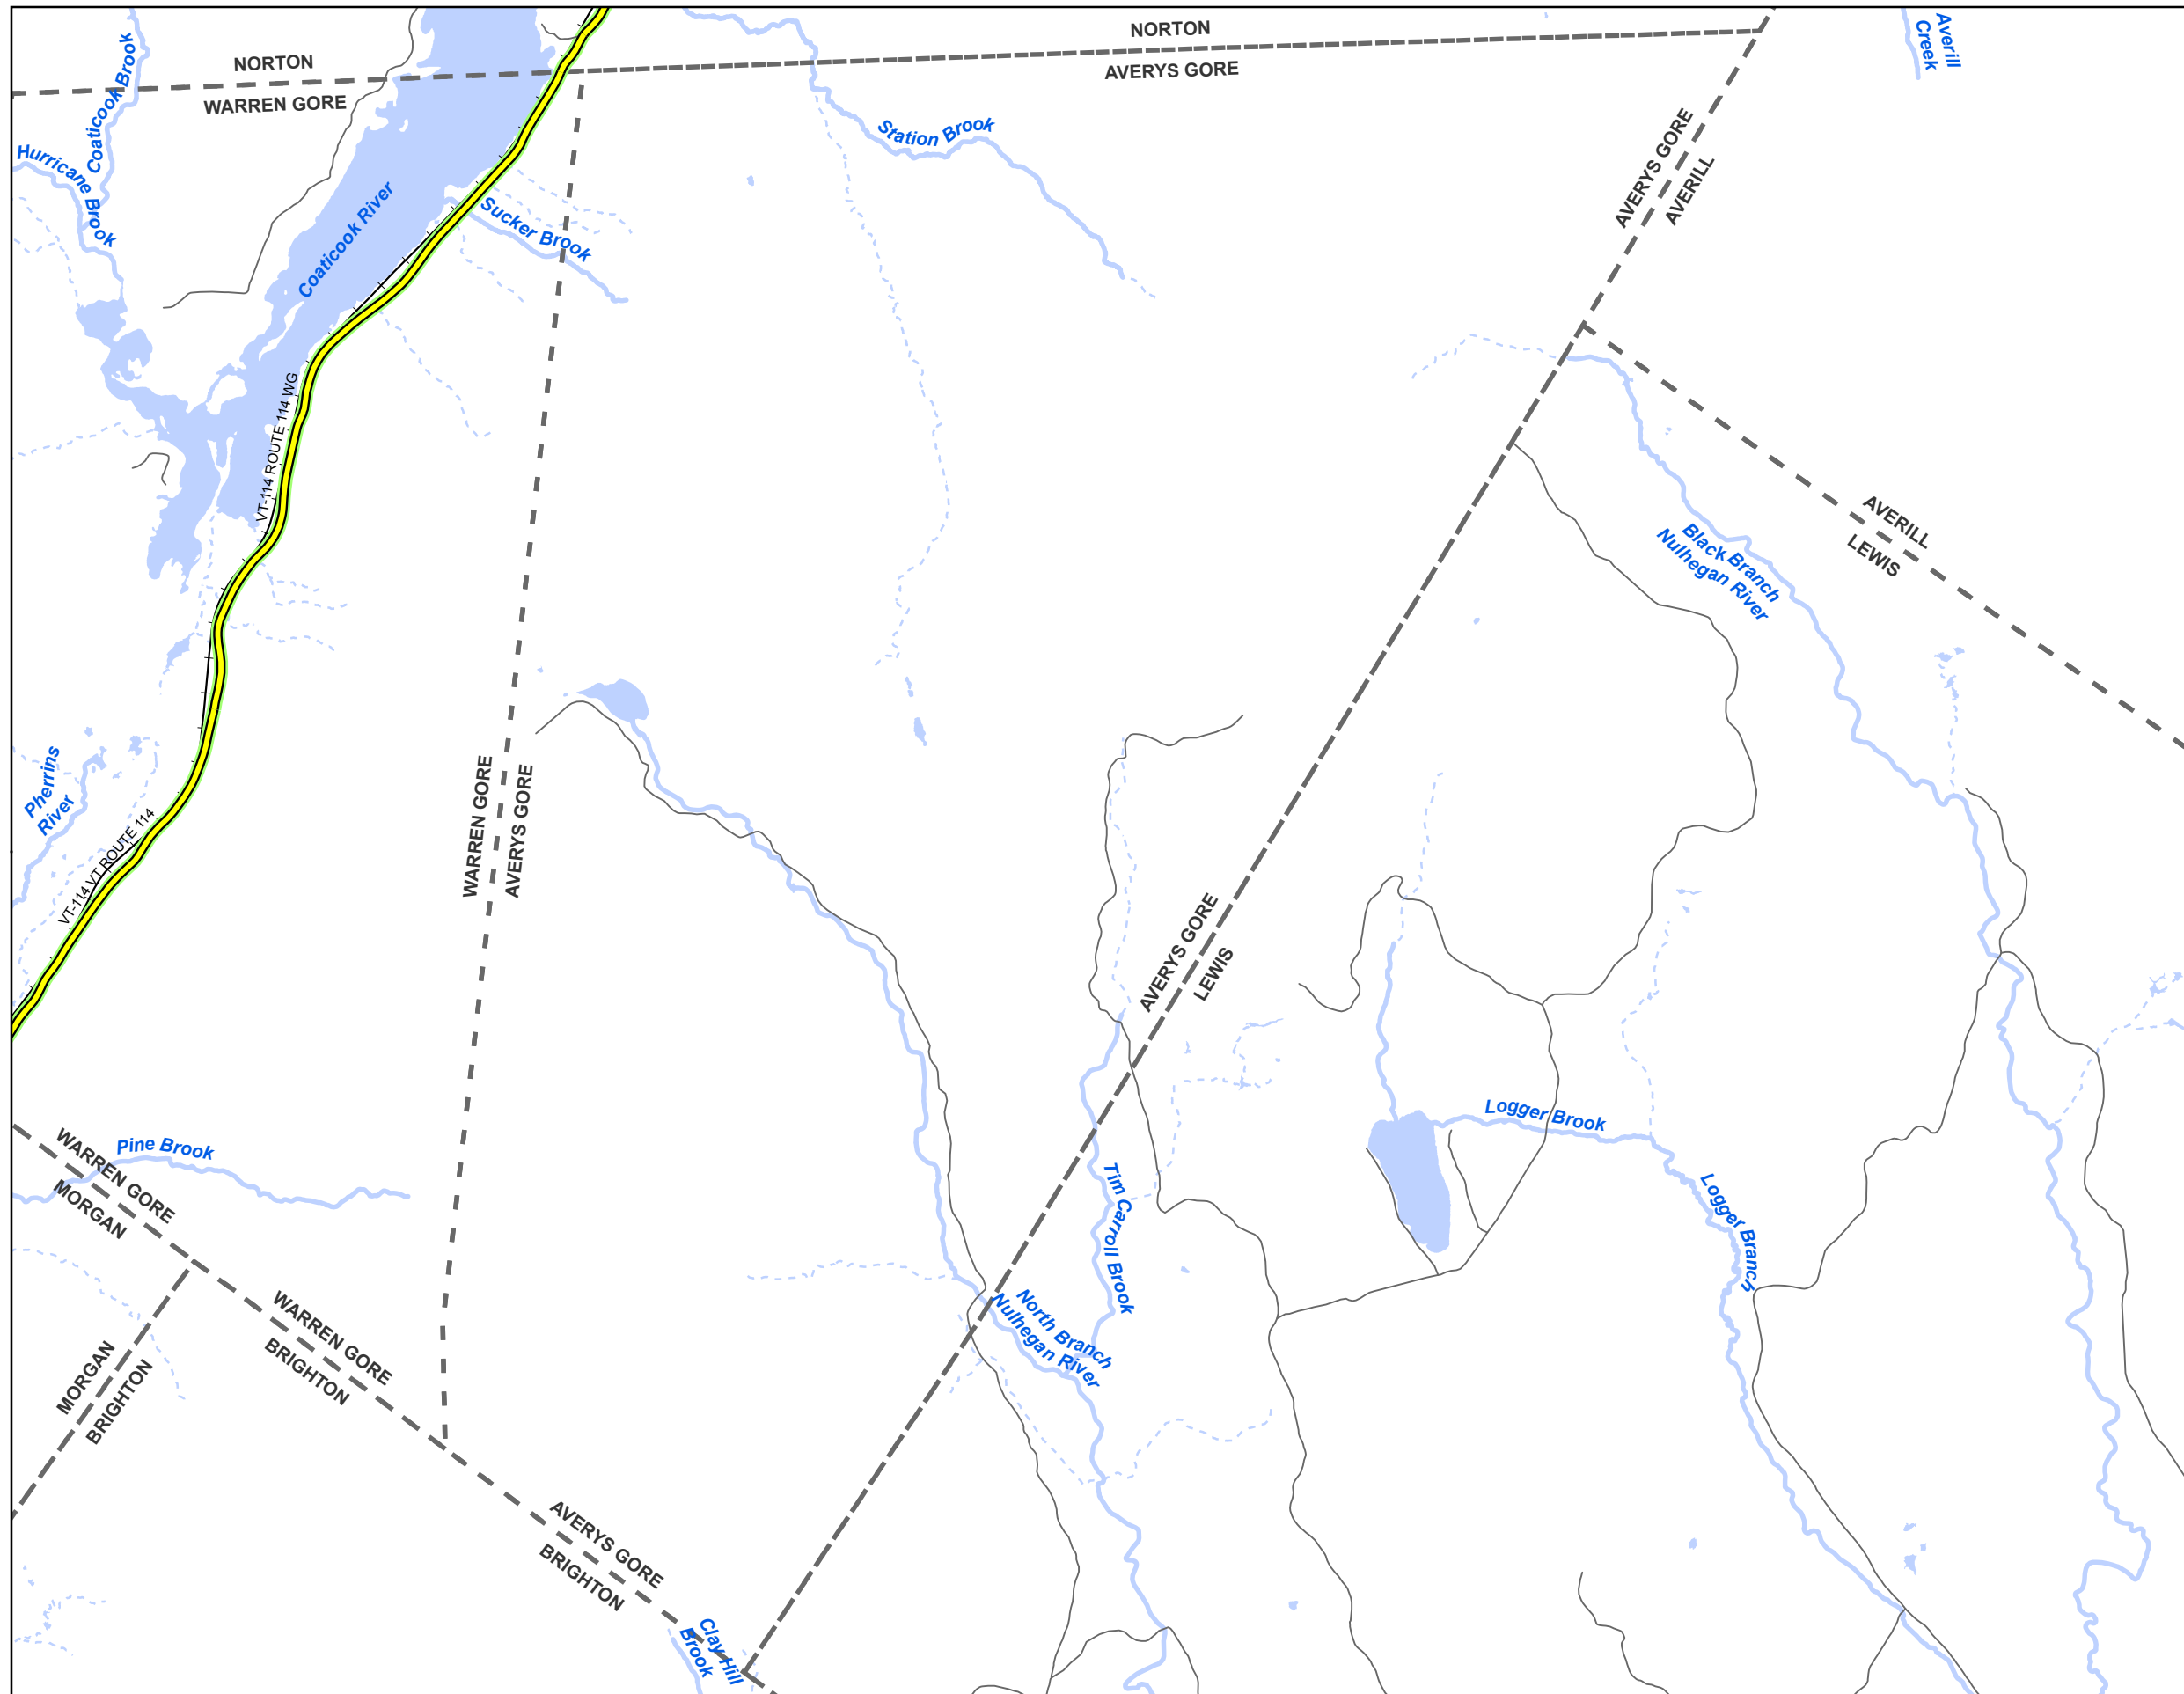 NORTON
WARREN GORE
NORTON
AVERYS GORE
Averill
Creek
Coaticook Brook
Hurricane Brook
Station Brook
Coaticook River
Sucker Brook
AVERYS GORE
AVERILL
VT-114 ROUTE 114 WG
AVERILL
LEWIS
Black Branch
Nulhegan River
Pherrins
River
VT-114 VT ROUTE 114
WARREN GORE
AVERYS GORE
AVERYS GORE
LEWIS
Logger Brook
WARREN GORE
MORGAN
Pine Brook
Tim Carroll Brook
Logger Branch
North Branch
Nulhegan River
WARREN GORE
BRIGHTON
MORGAN
BRIGHTON
AVERYS GORE
BRIGHTON
Clay Hill
Brook